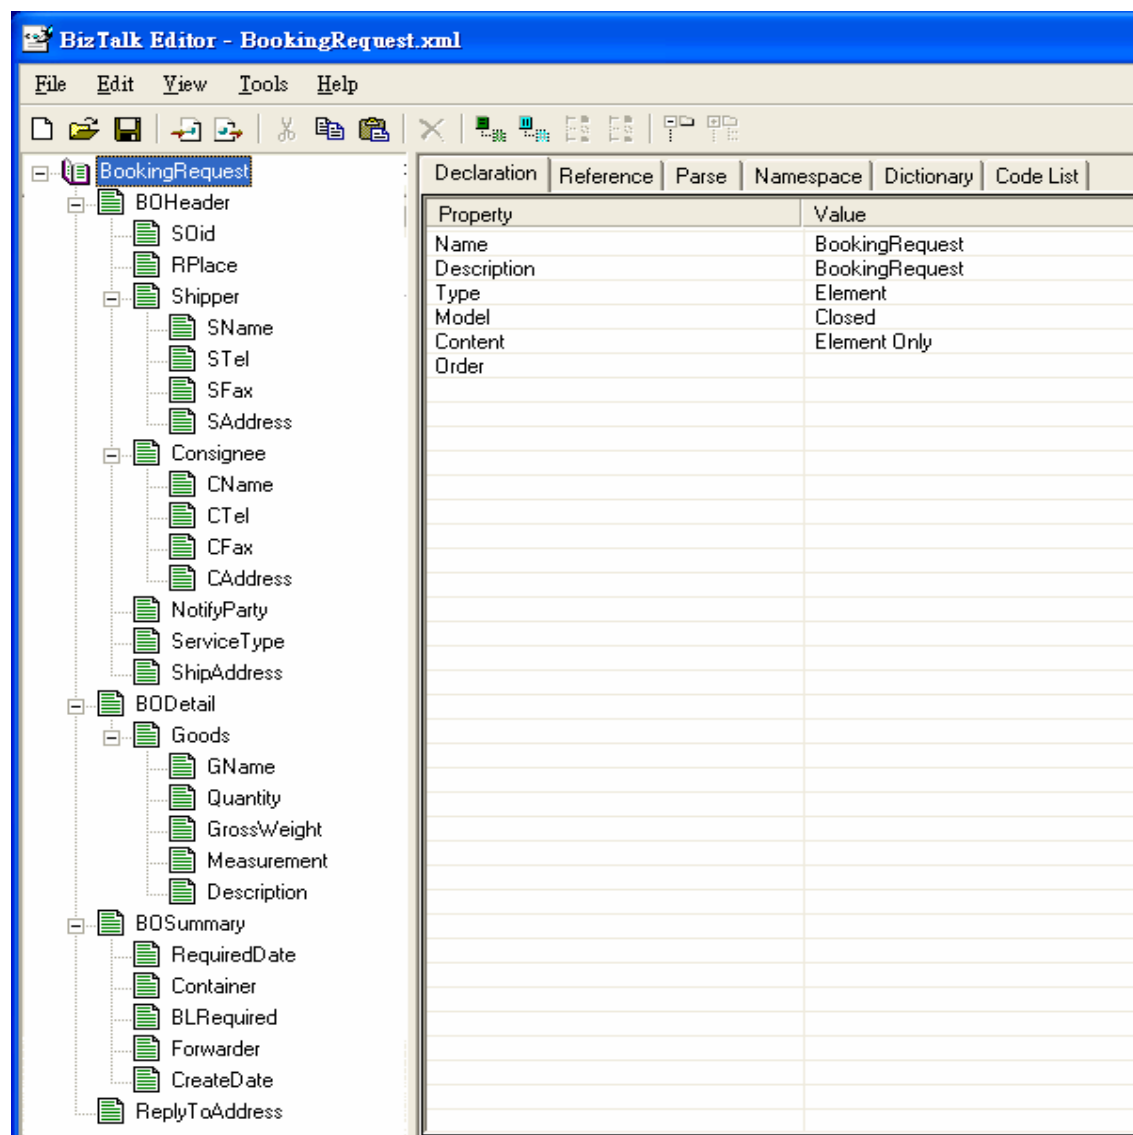 BizTalk Editor - BookingRequest.xml
File Edit View Tools Help
BookingRequest
BOHeader
SOid
RPlace
Shipper
SName
STel
SFax
SAddress
Consignee
CName
CTel
CFax
CAddress
NotifyParty
ServiceType
ShipAddress
BODetail
Goods
GName
Quantity
GrossWeight
Measurement
Description
BOSummary
RequiredDate
Container
BLRequired
Forwarder
CreateDate
ReplyToAddress
Declaration Reference Parse Namespace Dictionary Code List
Property Value
Name BookingRequest
Description BookingRequest
Type Element
Model Closed
Content Element Only
Order